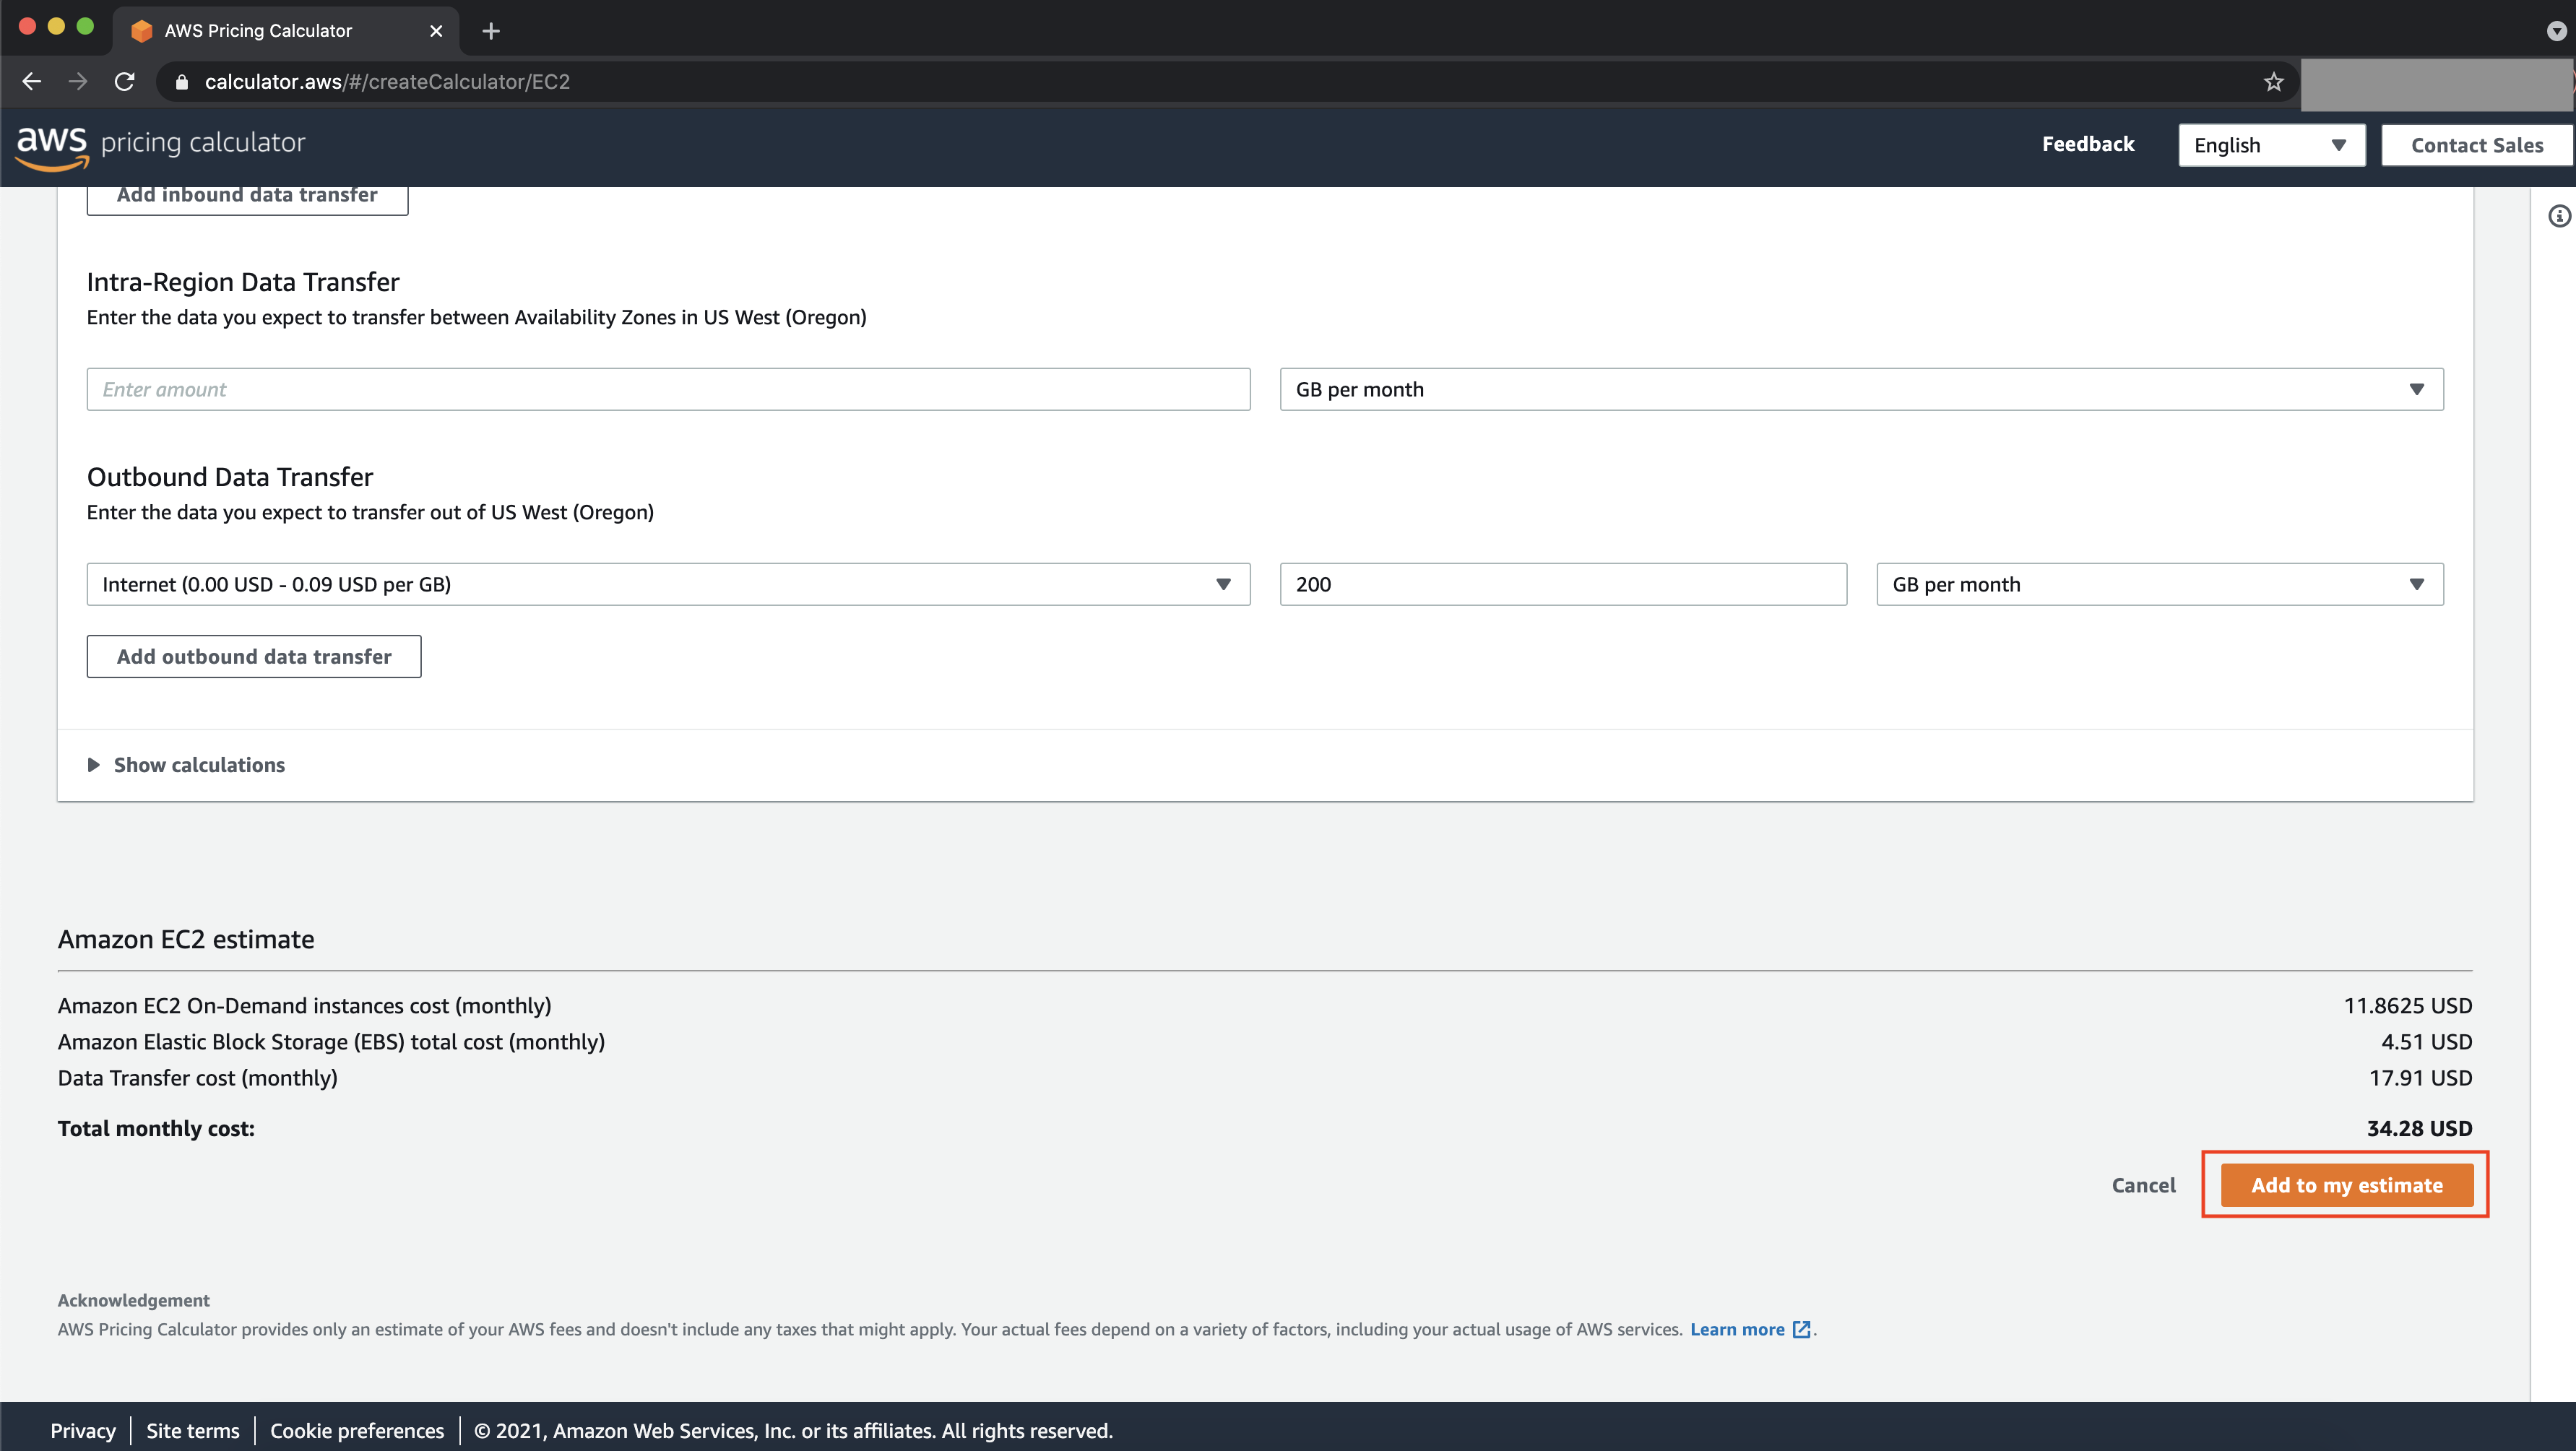 AWS Pricing Calculator
calculator.aws/#/createCalculator/EC2
aws pricing calculator
Feedback
English
Contact Sales
Add inbound data transfer
Intra-Region Data Transfer
Enter the data you expect to transfer between Availability Zones in US West (Oregon)
Enter amount
GB per month
Outbound Data Transfer
Enter the data you expect to transfer out of US West (Oregon)
Internet (0.00 USD - 0.09 USD per GB)
200
GB per month
Add outbound data transfer
Show calculations
Amazon EC2 estimate
Amazon EC2 On-Demand instances cost (monthly) 11.8625 USD
Amazon Elastic Block Storage (EBS) total cost (monthly) 4.51 USD
Data Transfer cost (monthly) 17.91 USD
Total monthly cost: 34.28 USD
Cancel
Add to my estimate
Acknowledgement
AWS Pricing Calculator provides only an estimate of your AWS fees and doesn't include any taxes that might apply. Your actual fees depend on a variety of factors, including your actual usage of AWS services. Learn more .
Privacy | Site terms | Cookie preferences | © 2021, Amazon Web Services, Inc. or its affiliates. All rights reserved.